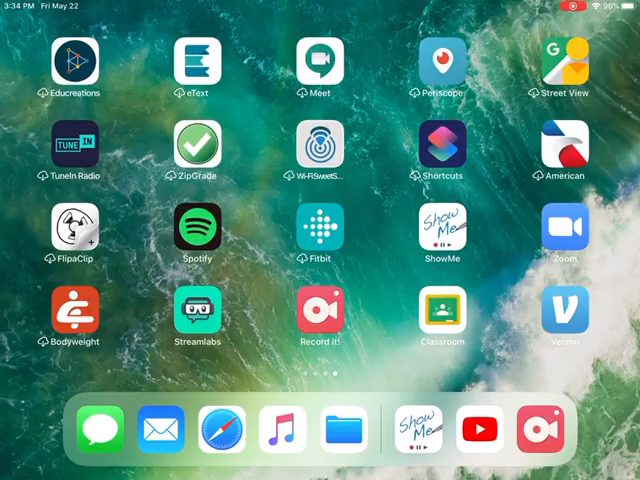 3:34 PM Fri May 22
96%
Educreations
eText
Meet
Periscope
G
Street View
TUNE IN
TuneIn Radio
ZipGrade
Wi-FiSweetS...
Shortcuts
American
FlipaClip
Spotify
Fitbit
Show Me
ShowMe
Zoom
Bodyweight
Streamlabs
Record it!
Classroom
V
Venmo
Show Me